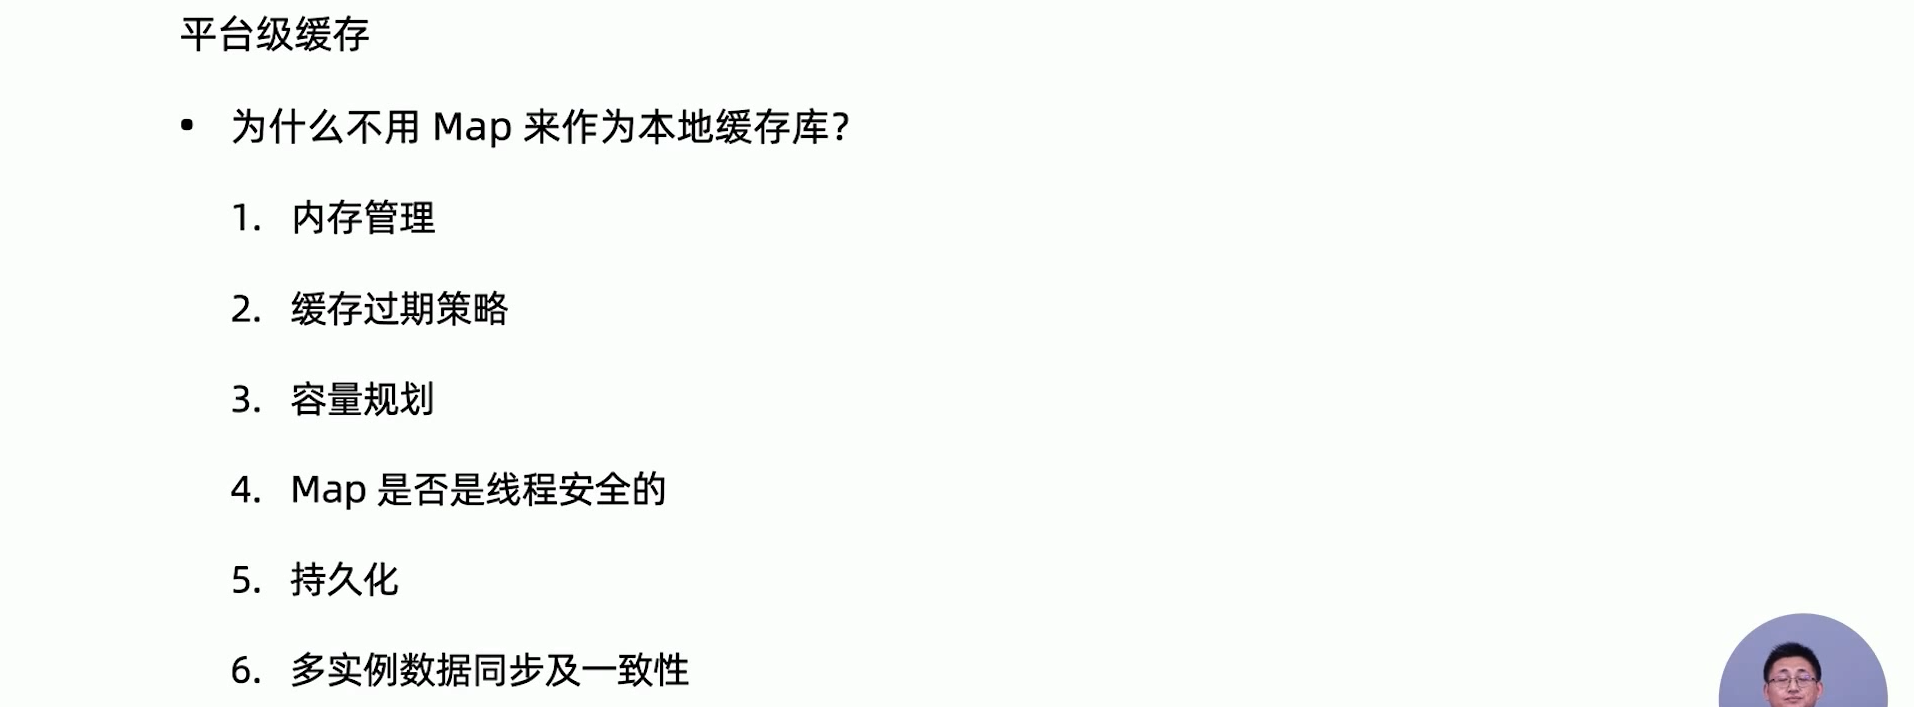 平台级缓存
• 为什么不用 Map 来作为本地缓存库？
1. 内存管理
2. 缓存过期策略
3. 容量规划
4. Map 是否是线程安全的
5. 持久化
6. 多实例数据同步及一致性